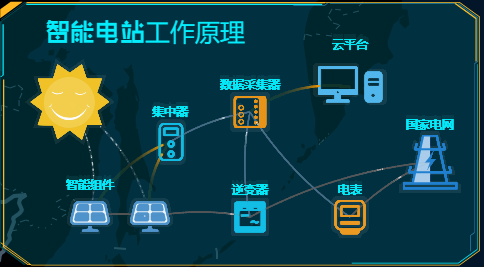 智能电站工作原理
云平台
数据采集器
集中器
国家电网
智能组件
逆变器
电表